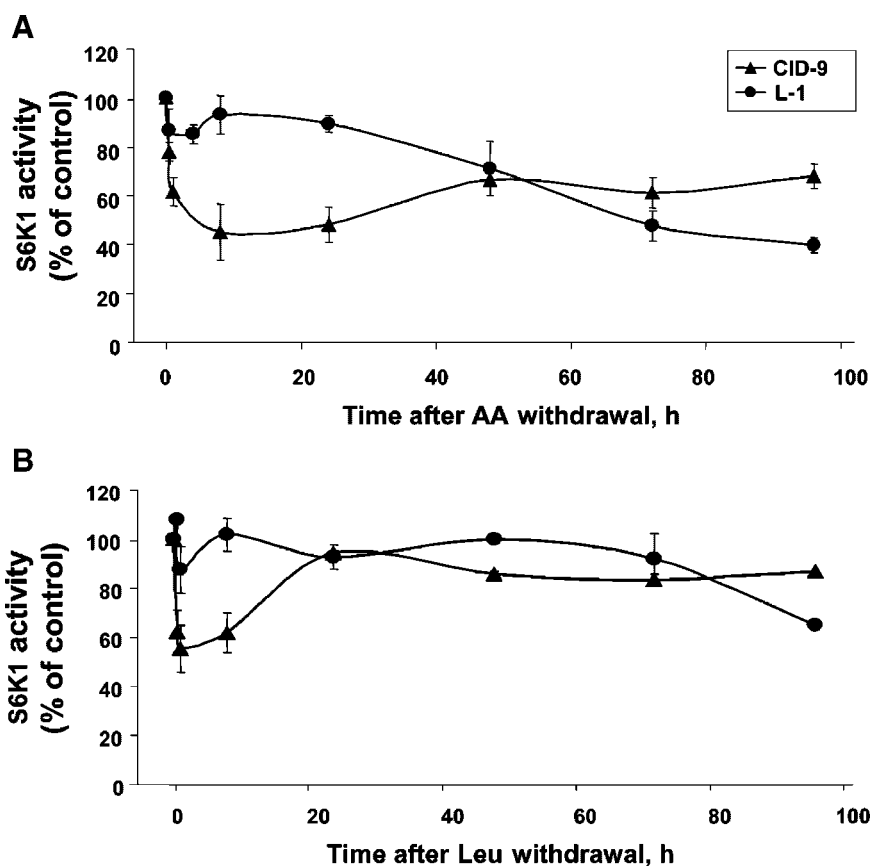 A
120
100
80
60
40
20
0
S6K1 activity
(% of control)
CID-9
L-1
0 20 40 60 80 100
Time after AA withdrawal, h
B
120
100
80
60
40
20
0
S6K1 activity
(% of control)
0 20 40 60 80 100
Time after Leu withdrawal, h